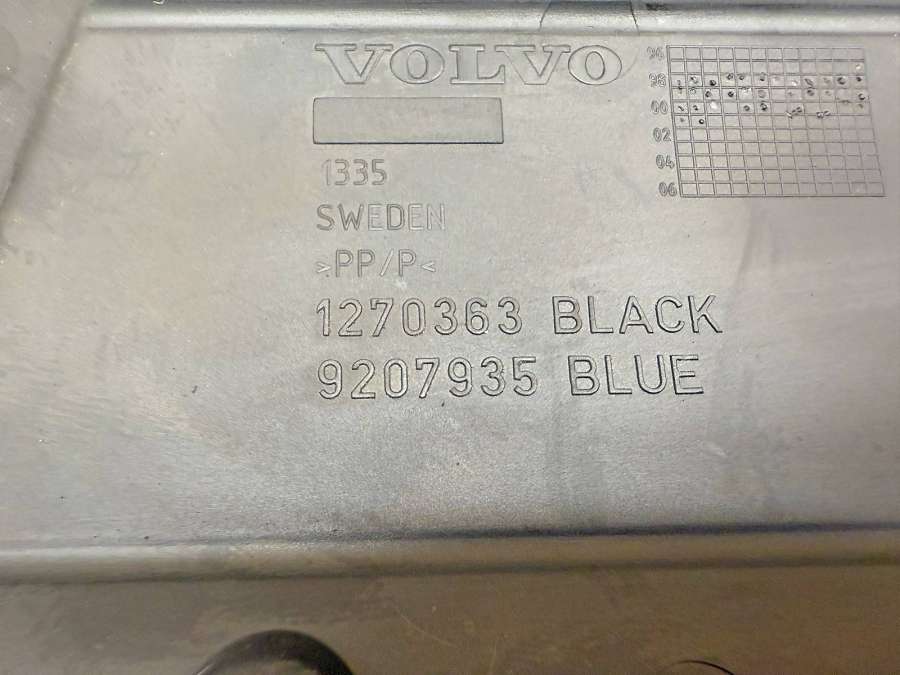 VOLVO
1335
SWEDEN
>PP/P<
1270363 BLACK
9207935 BLUE
96
98
00
02
04
06